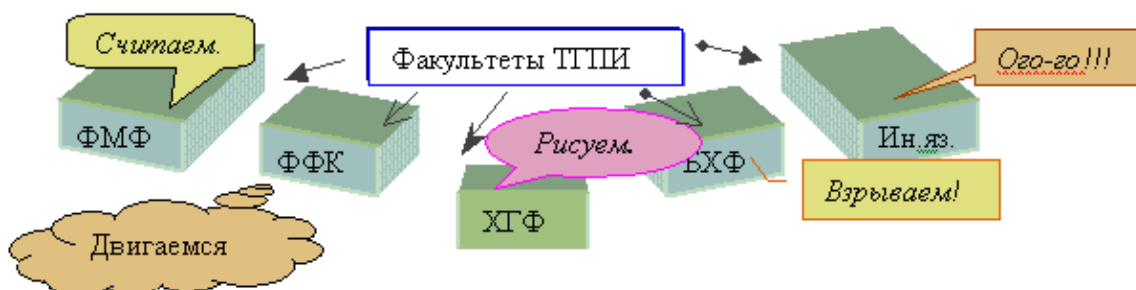 Считаем.
Факультеты ТГПИ
Ого-го!!!
ФМФ
ФФК
Рисуем.
БХФ
Ин.яз.
Взрываем!
ХГФ
Двигаемся